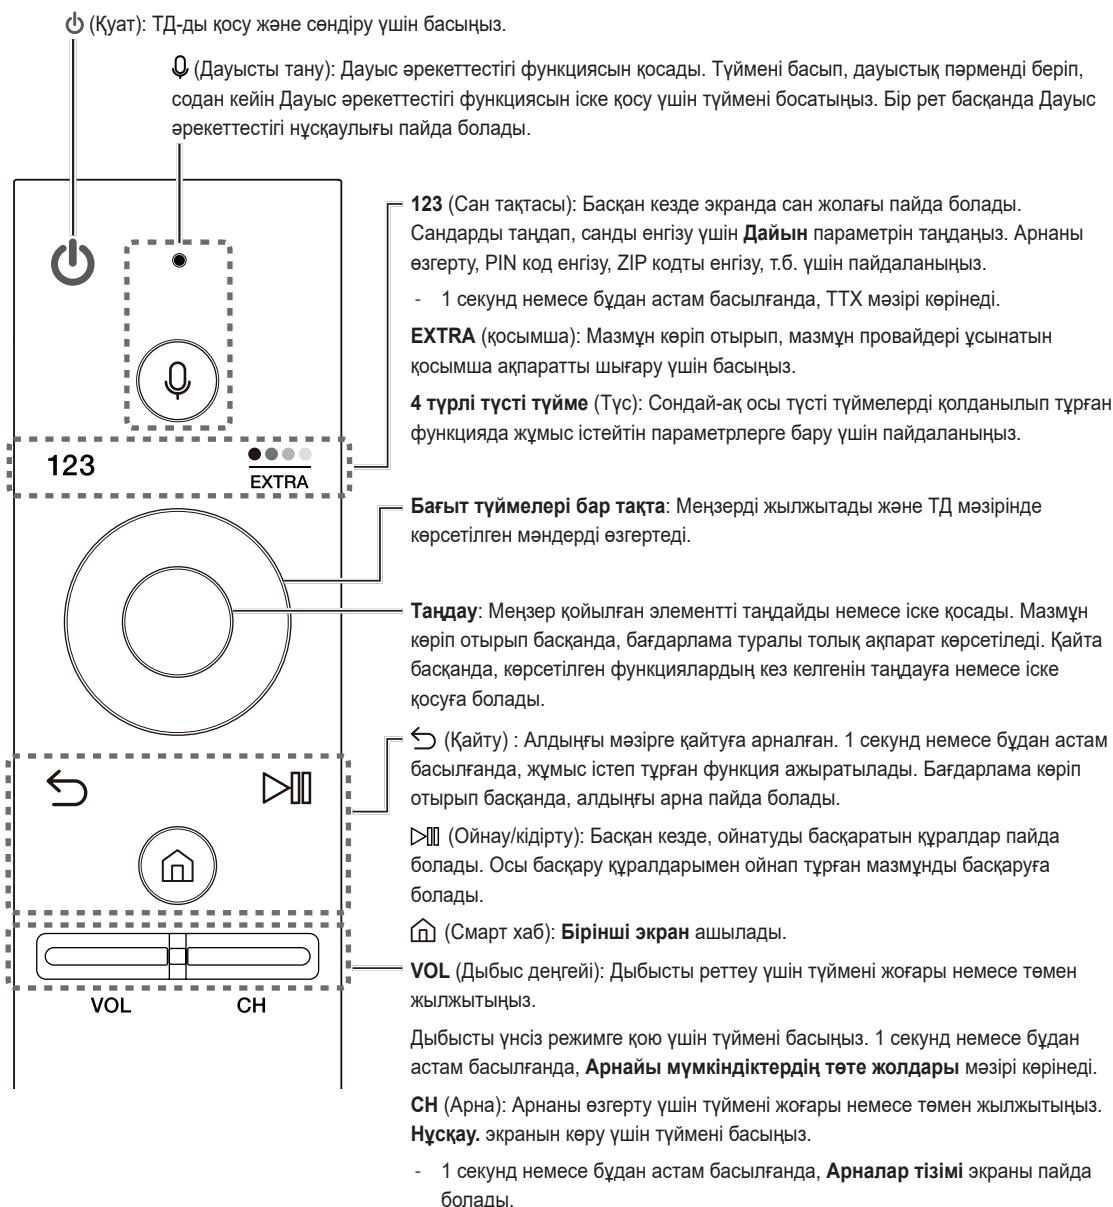 (Қуат): ТД-ды қосу және сөндіру үшін басыңыз.
(Дауысты тану): Дауыс әрекеттестігі функциясын қосады. Түймені басып, дауыстық пәрменді беріп,
содан кейін Дауыс әрекеттестігі функциясын іске қосу үшін түймені босатыңыз. Бір рет басқанда Дауыс
әрекеттестігі нұсқаулығы пайда болады.
123 (Сан тақтасы): Басқан кезде экранда сан жолағы пайда болады.
Сандарды таңдап, санды енгізу үшін Дайын параметрін таңдаңыз. Арнаны
өзгерту, PIN код енгізу, ZIP кодты енгізу, т.б. үшін пайдаланыңыз.
- 1 секунд немесе бұдан астам басылғанда, TTX мәзірі көрінеді.
EXTRA (қосымша): Мазмұн көріп отырып, мазмұн провайдері ұсынатын
қосымша ақпаратты шығару үшін басыңыз.
4 түрлі түсті түйме (Түс): Сондай-ақ осы түсті түймелерді қолданылып тұрған
функцияда жұмыс істейтін параметрлерге бару үшін пайдаланыңыз.
123
EXTRA
Бағыт түймелері бар тақта: Меңзерді жылжытады және ТД мәзірінде
көрсетілген мәндерді өзгертеді.
Таңдау: Меңзер қойылған элементті таңдайды немесе іске қосады. Мазмұн
көріп отырып басқанда, бағдарлама туралы толық ақпарат көрсетіледі. Қайта
басқанда, көрсетілген функциялардың кез келгенін таңдауға немесе іске
қосуға болады.
(Қайту) : Алдыңғы мәзірге қайтуға арналған. 1 секунд немесе бұдан астам
басылғанда, жұмыс істеп тұрған функция ажыратылады. Бағдарлама көріп
отырып басқанда, алдыңғы арна пайда болады.
(Ойнау/кідірту): Басқан кезде, ойнатуды басқаратын құралдар пайда
болады. Осы басқару құралдарымен ойнап тұрған мазмұнды басқаруға
болады.
(Смарт хаб): Бірінші экран ашылады.
VOL (Дыбыс деңгейі): Дыбысты реттеу үшін түймені жоғары немесе төмен
жылжытыңыз.
VOL
CH
Дыбысты үнсіз режимге қою үшін түймені басыңыз. 1 секунд немесе бұдан
астам басылғанда, Арнайы мүмкіндіктердің төте жолдары мәзірі көрінеді.
CH (Арна): Арнаны өзгерту үшін түймені жоғары немесе төмен жылжытыңыз.
Нұсқау. экранын көру үшін түймені басыңыз.
- 1 секунд немесе бұдан астам басылғанда, Арналар тізімі экраны пайда
болады.